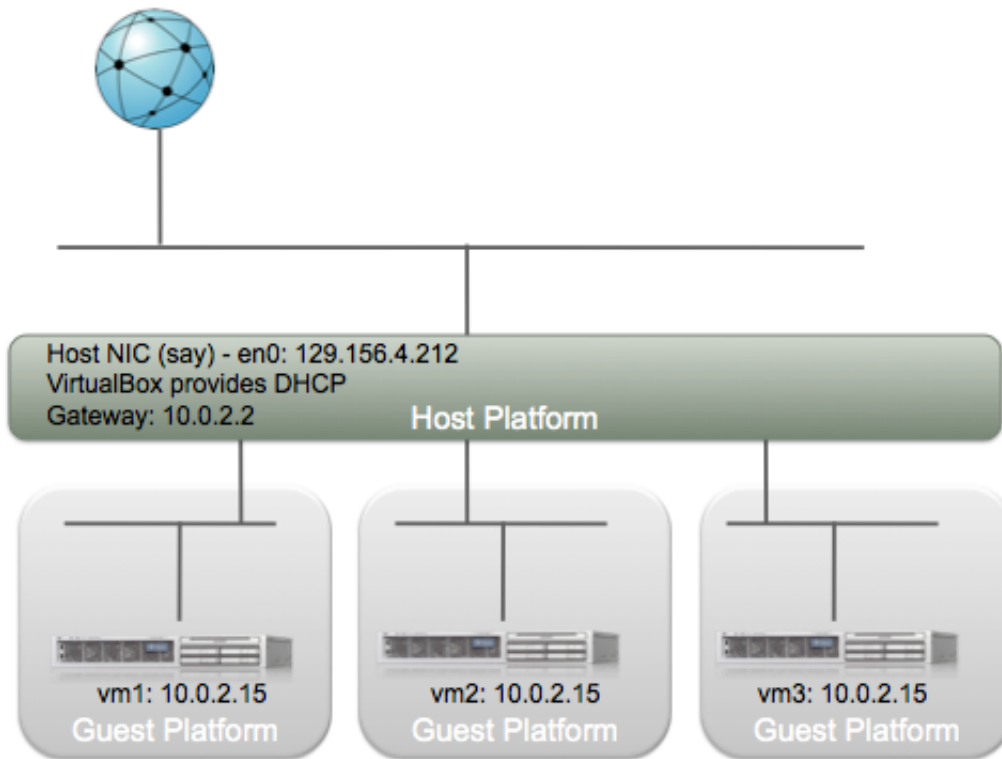 Host NIC (say) - en0: 129.156.4.212
VirtualBox provides DHCP
Gateway: 10.0.2.2
Host Platform
vm1: 10.0.2.15
Guest Platform
vm2: 10.0.2.15
Guest Platform
vm3: 10.0.2.15
Guest Platform